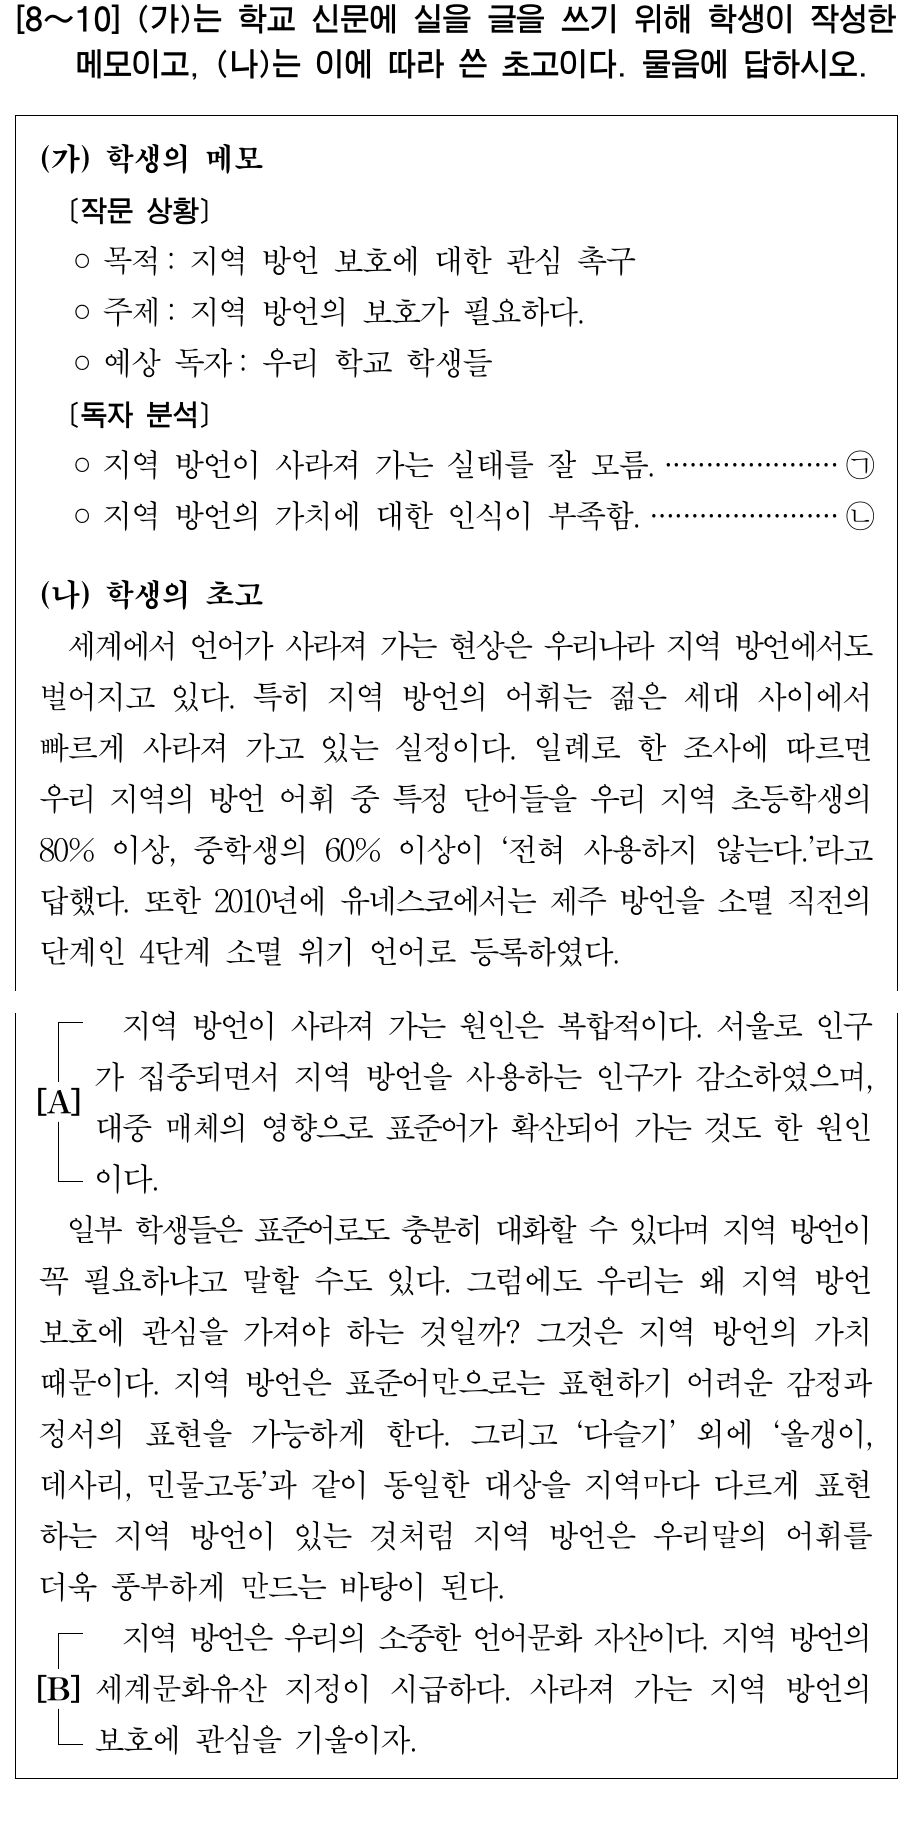 [8~10] (가)는 학교 신문에 실을 글을 쓰기 위해 학생이 작성한
메모이고, (나)는 이에 따라 쓴 초고이다. 물음에 답하시오.
(가) 학생의 메모
〔작문 상황〕
○ 목적: 지역 방언 보호에 대한 관심 촉구
○ 주제: 지역 방언의 보호가 필요하다.
○ 예상 독자: 우리 학교 학생들
〔독자 분석〕
○ 지역 방언이 사라져 가는 실태를 잘 모름. ····················· ㉠
○ 지역 방언의 가치에 대한 인식이 부족함. ······················· ㉡
(나) 학생의 초고
세계에서 언어가 사라져 가는 현상은 우리나라 지역 방언에서도
벌어지고 있다. 특히 지역 방언의 어휘는 젊은 세대 사이에서
빠르게 사라져 가고 있는 실정이다. 일례로 한 조사에 따르면
우리 지역의 방언 어휘 중 특정 단어들을 우리 지역 초등학생의
80% 이상, 중학생의 60% 이상이 ‘전혀 사용하지 않는다.’라고
답했다. 또한 2010년에 유네스코에서는 제주 방언을 소멸 직전의
단계인 4단계 소멸 위기 언어로 등록하였다.
지역 방언이 사라져 가는 원인은 복합적이다. 서울로 인구
가 집중되면서 지역 방언을 사용하는 인구가 감소하였으며,
[A]
대중 매체의 영향으로 표준어가 확산되어 가는 것도 한 원인
이다.
일부 학생들은 표준어로도 충분히 대화할 수 있다며 지역 방언이
꼭 필요하냐고 말할 수도 있다. 그럼에도 우리는 왜 지역 방언
보호에 관심을 가져야 하는 것일까? 그것은 지역 방언의 가치
때문이다. 지역 방언은 표준어만으로는 표현하기 어려운 감정과
정서의 표현을 가능하게 한다. 그리고 ‘다슬기’ 외에 ‘올갱이,
데사리, 민물고동’과 같이 동일한 대상을 지역마다 다르게 표현
하는 지역 방언이 있는 것처럼 지역 방언은 우리말의 어휘를
더욱 풍부하게 만드는 바탕이 된다.
지역 방언은 우리의 소중한 언어문화 자산이다. 지역 방언의
[B] 세계문화유산 지정이 시급하다. 사라져 가는 지역 방언의
보호에 관심을 기울이자.